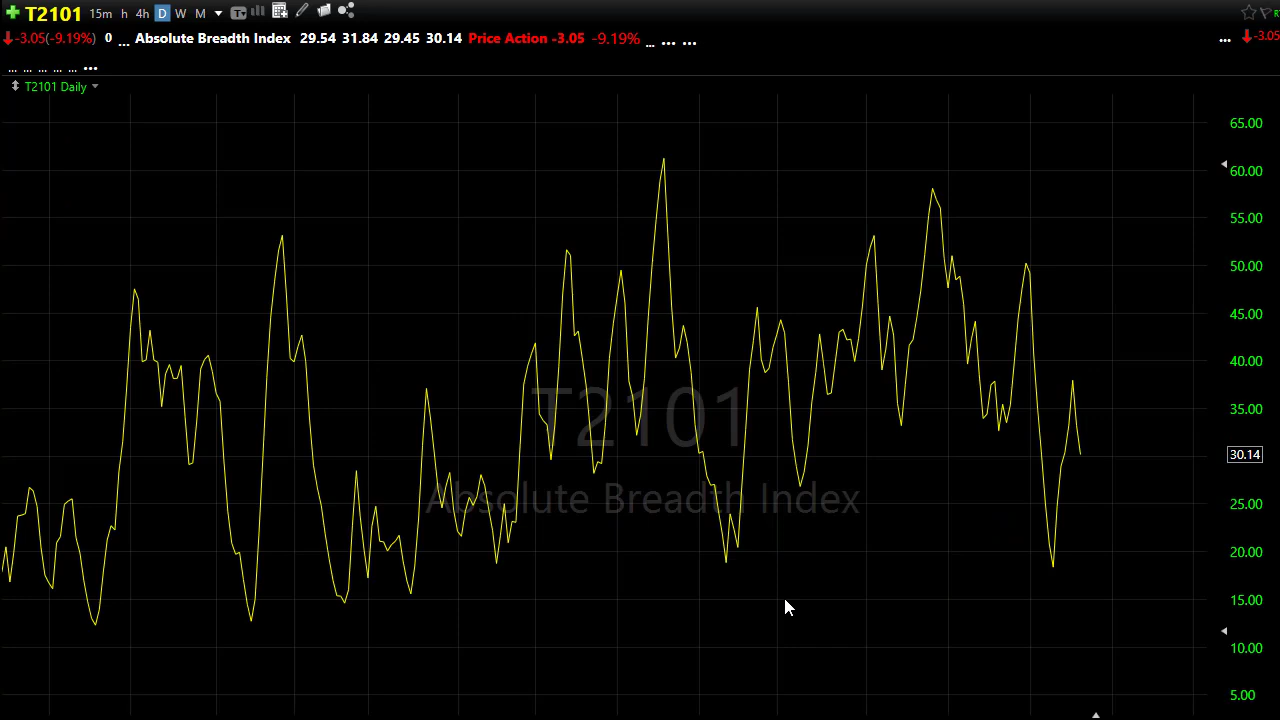 T2101 15m h 4h D W M T
-3.05(-9.19%) 0 ... Absolute Breadth Index 29.54 31.84 29.45 30.14 Price Action -3.05 -9.19% ... ... ... ... -3.05
... ... ... ... ... ...
T2101 Daily
65.00
60.00
55.00
50.00
45.00
40.00
35.00
30.14
25.00
20.00
15.00
10.00
5.00
T2101
Absolute Breadth Index